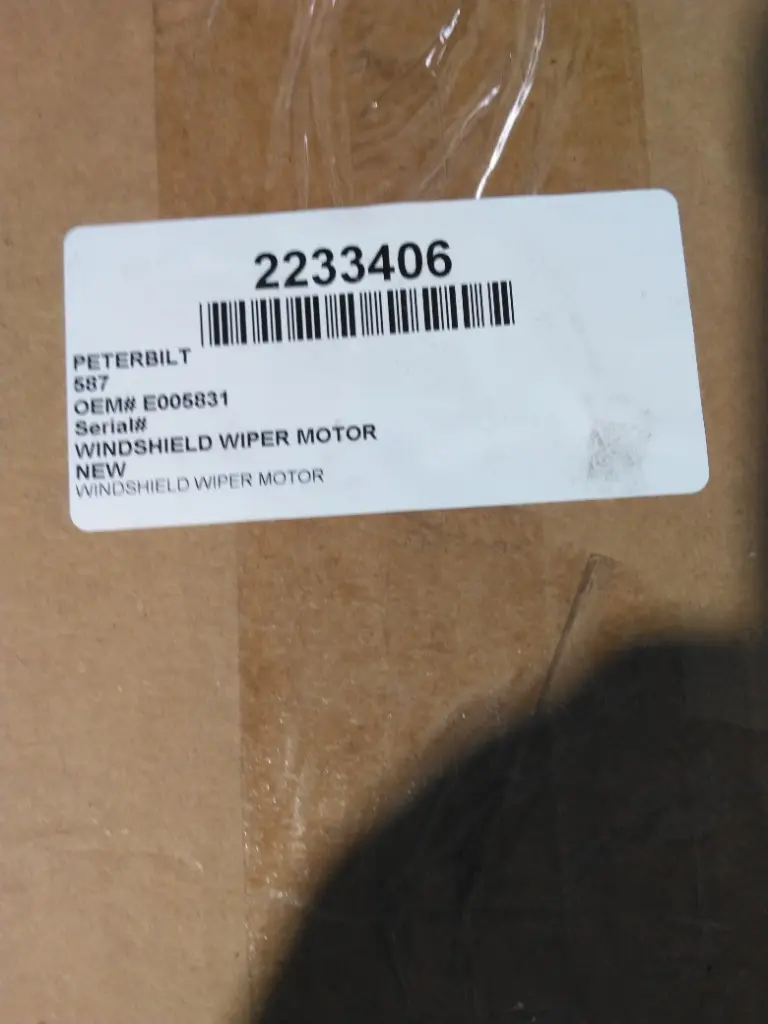 2233406
PETERBILT
587
OEM# E005831
Serial#
WINDSHIELD WIPER MOTOR
NEW
WINDSHIELD WIPER MOTOR